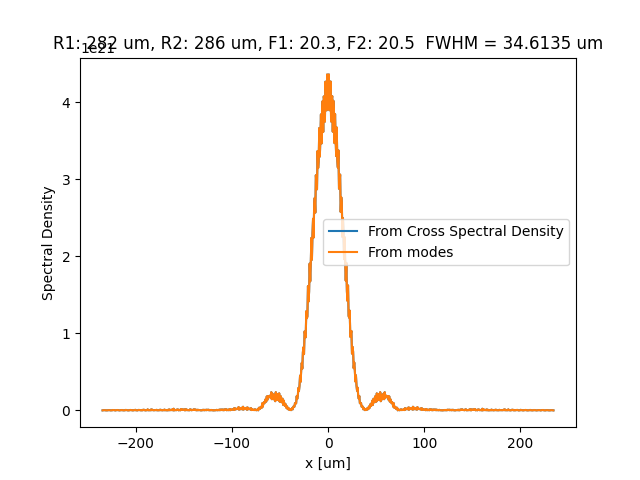 R1: 282 um, R2: 286 um, F1: 20.3, F2: 20.5  FWHM = 34.6135 um
1e21
4
3
2
1
0
Spectral Density
From Cross Spectral Density
From modes
−200
−100
0
100
200
x [um]